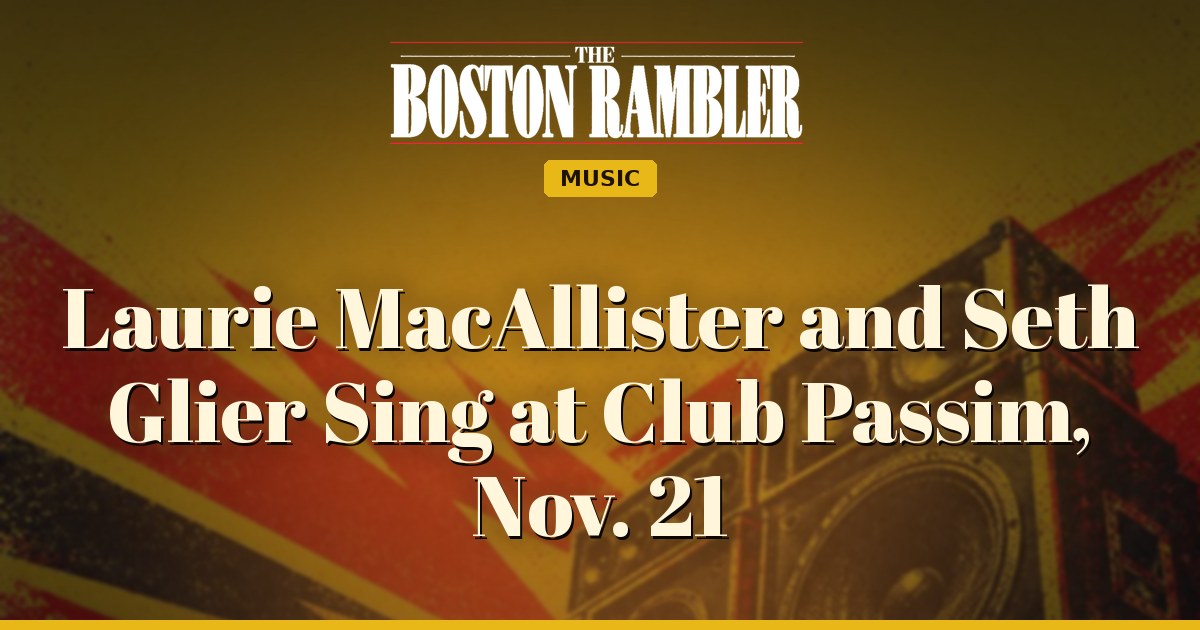 THE
BOSTON RAMBLER
MUSIC
Laurie MacAllister and Seth
Glier Sing at Club Passim,
Nov. 21